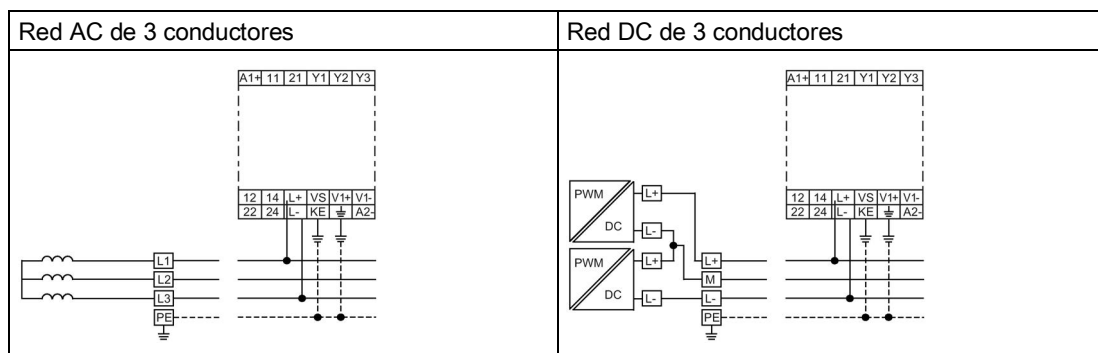 Red AC de 3 conductores
A1+ 11 21 Y1 Y2 Y3
12 14 L+ VS V1+ V1-
22 24 L- KE A2-
L1
L2
L3
PE
Red DC de 3 conductores
A1+ 11 21 Y1 Y2 Y3
12 14 L+ VS V1+ V1-
22 24 L- KE A2-
PWM
DC
L+
L-
PWM
DC
L+
L-
L+
M
L-
PE